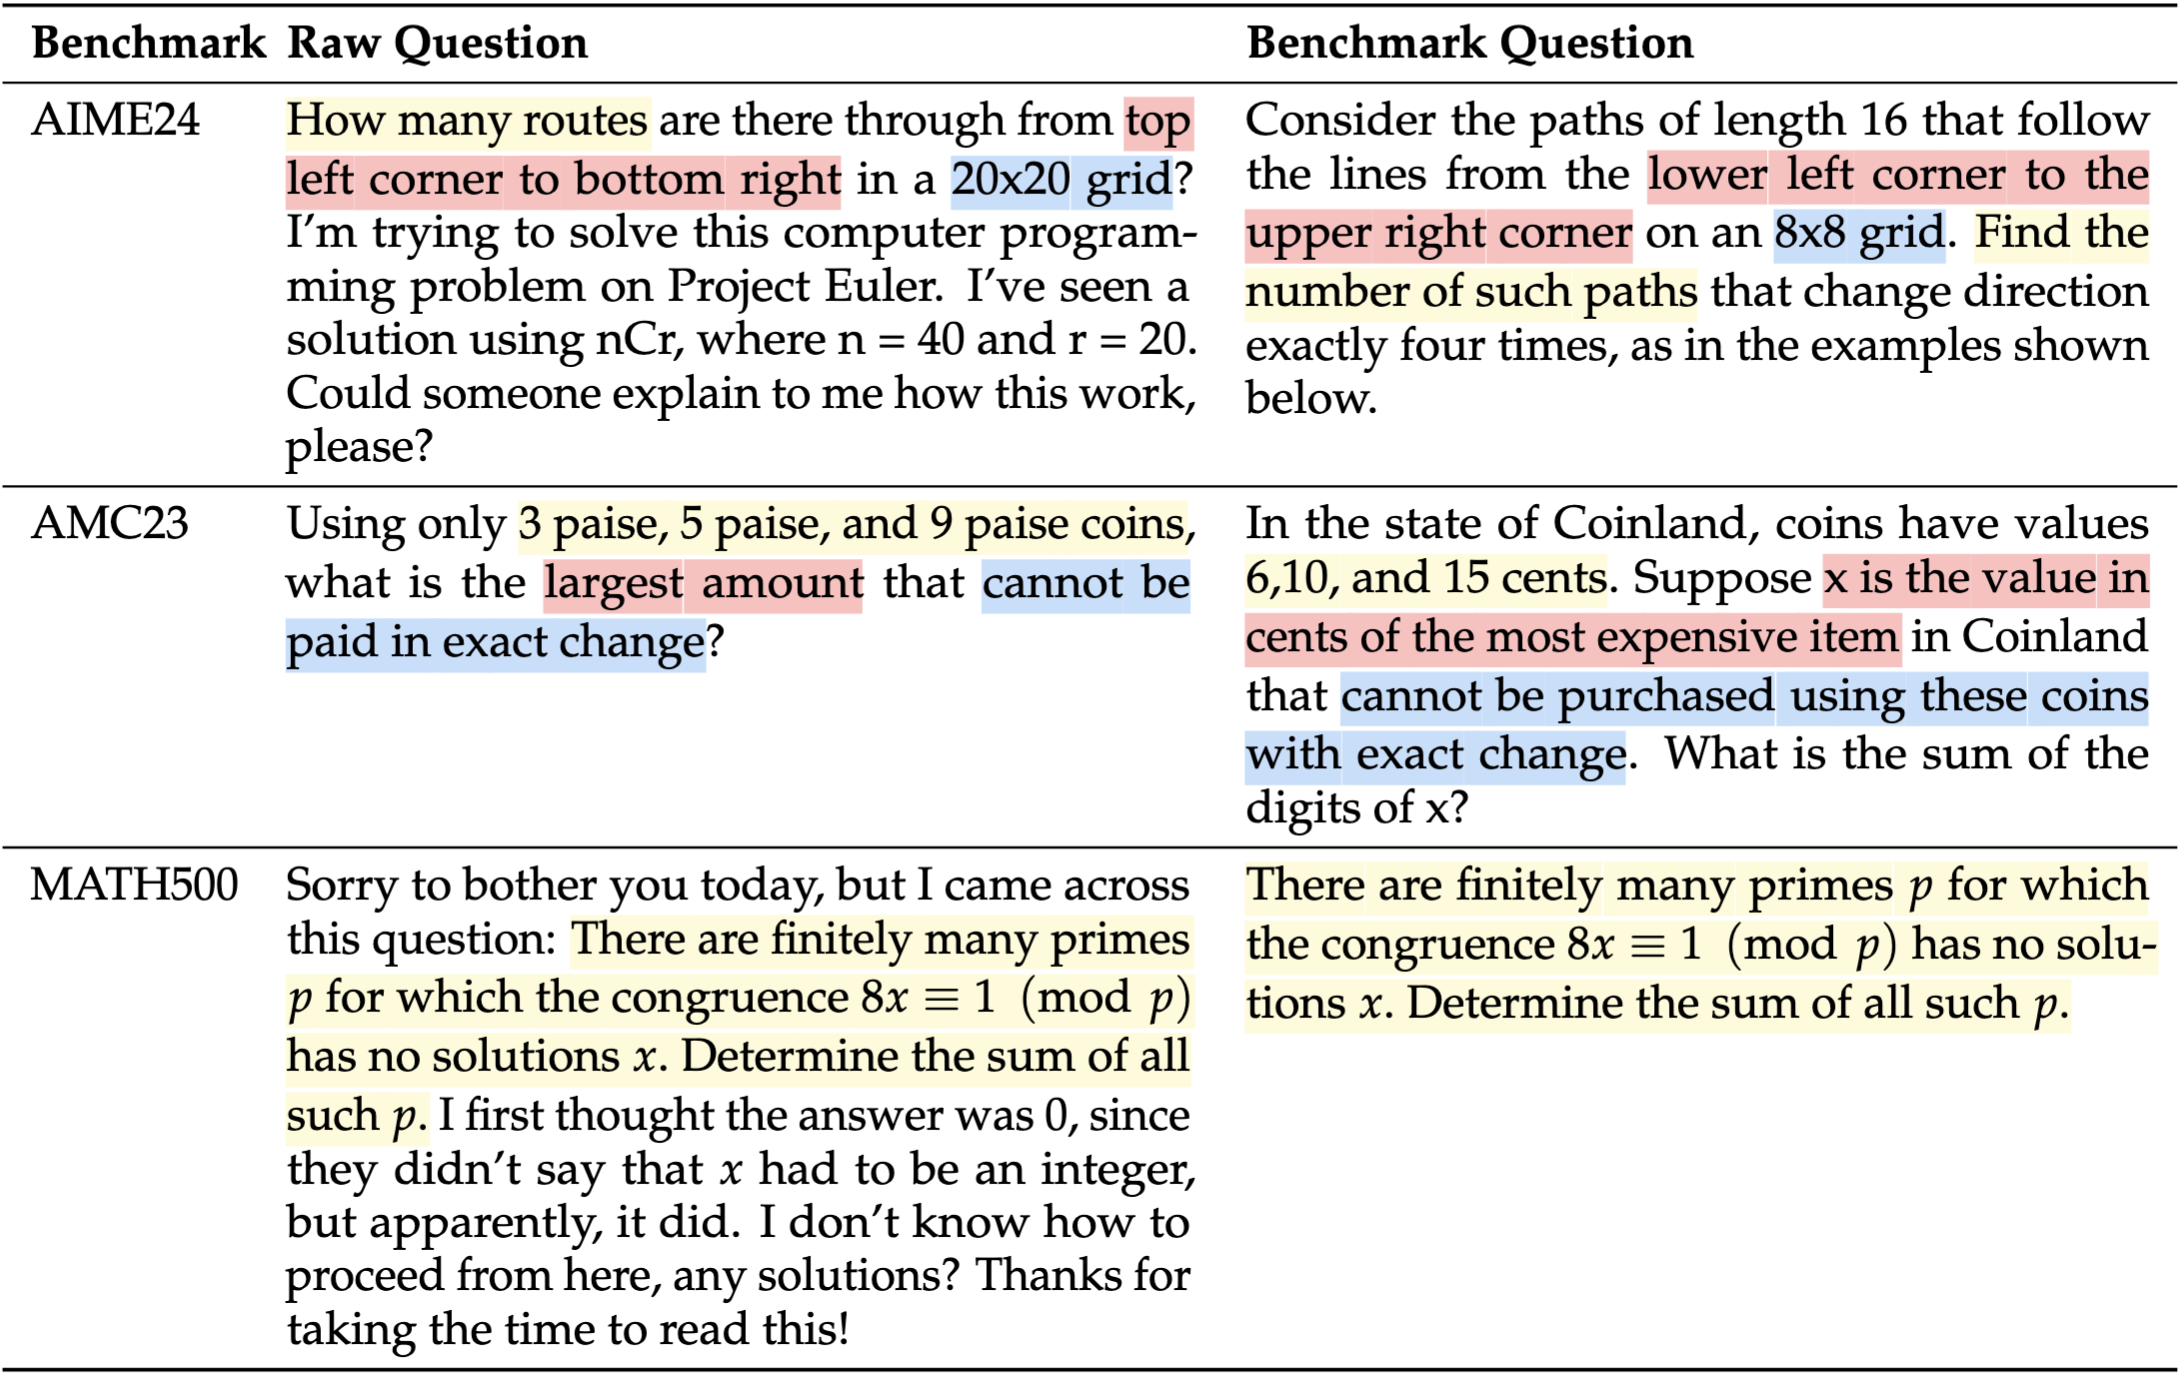 Benchmark Raw Question Benchmark Question
AIME24
How many routes are there through from top
left corner to bottom right in a 20x20 grid?
I'm trying to solve this computer program-
ming problem on Project Euler. I've seen a
solution using nCr, where n = 40 and r = 20.
Could someone explain to me how this work,
please?
Consider the paths of length 16 that follow
the lines from the lower left corner to the
upper right corner on an 8x8 grid. Find the
number of such paths that change direction
exactly four times, as in the examples shown
below.
AMC23
Using only 3 paise, 5 paise, and 9 paise coins,
what is the largest amount that cannot be
paid in exact change?
In the state of Coinland, coins have values
6,10, and 15 cents. Suppose x is the value in
cents of the most expensive item in Coinland
that cannot be purchased using these coins
with exact change. What is the sum of the
digits of x?
MATH500
Sorry to bother you today, but I came across
this question: There are finitely many primes
p for which the congruence 8x ≡ 1 (mod p)
has no solutions x. Determine the sum of all
such p. I first thought the answer was 0, since
they didn't say that x had to be an integer,
but apparently, it did. I don't know how to
proceed from here, any solutions? Thanks for
taking the time to read this!
There are finitely many primes p for which
the congruence 8x ≡ 1 (mod p) has no solu-
tions x. Determine the sum of all such p.